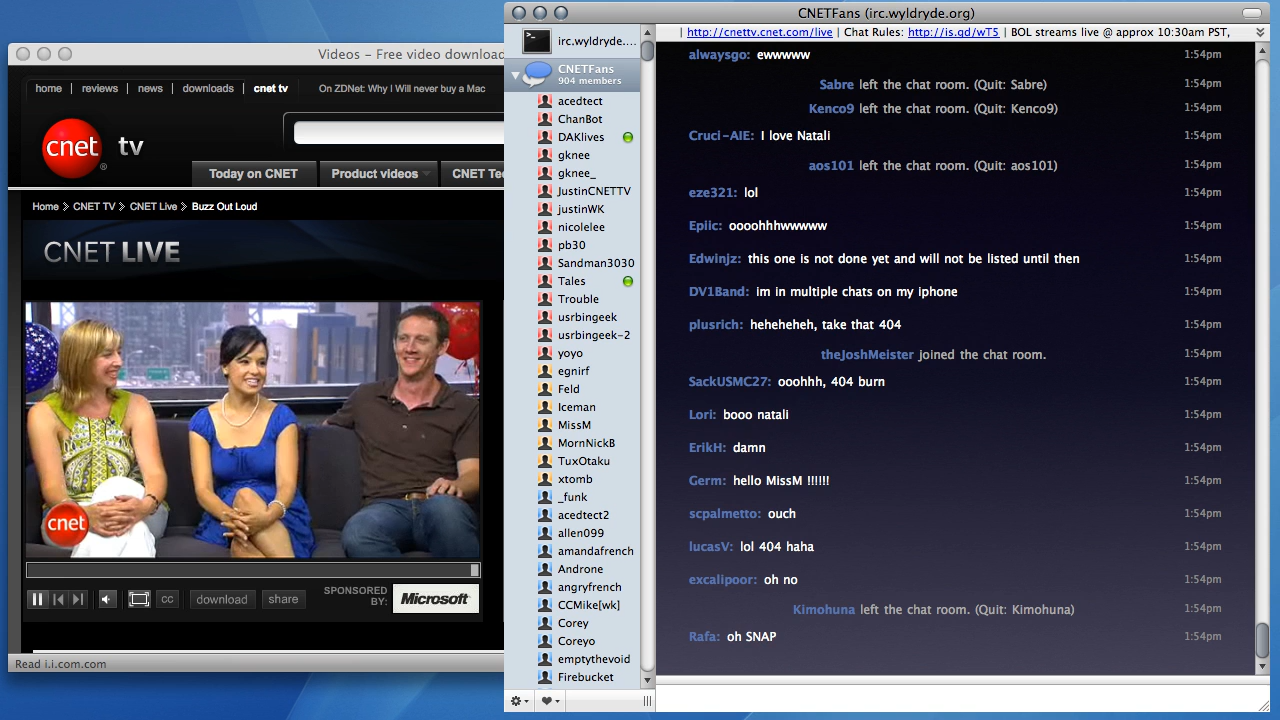 Videos – Free video downloa
home | reviews | news | downloads | cnet tv
On ZDNet: Why I Will never buy a Mac
cnet tv
Today on CNET
Product videos
CNET Tec
Home > CNET TV > CNET Live > Buzz Out Loud
CNET LIVE
cnet
CC
download
share
SPONSORED BY:
Microsoft
Read i.i.com.com
CNETFans (irc.wyldryde.org)
irc.wyldryde....
CNETFans
904 members
acedtect
ChanBot
DAKlives
gknee
gknee_
JustinCNETTV
justinWK
nicolelee
pb30
Sandman3030
Tales
Trouble
usrbingeek
usrbingeek-2
yoyo
egnirf
Feld
Iceman
MissM
MornNickB
TuxOtaku
xtomb
_funk
acedtect2
allen099
amandafrench
Androne
angryfrench
CCMike[wk]
Corey
Coreyo
emptythevoid
Firebucket
| http://cnettv.cnet.com/live | Chat Rules: http://is.gd/wT5 | BOL streams live @ approx 10:30am PST,
alwaysgo: ewwwww 1:54pm
Sabre left the chat room. (Quit: Sabre) 1:54pm
Kenco9 left the chat room. (Quit: Kenco9) 1:54pm
Cruci-AIE: I love Natali 1:54pm
aos101 left the chat room. (Quit: aos101) 1:54pm
eze321: lol 1:54pm
Epiic: oooohhhwwwww 1:54pm
Edwinjz: this one is not done yet and will not be listed until then 1:54pm
DV1Band: im in multiple chats on my iphone 1:54pm
plusrich: heheheheh, take that 404 1:54pm
theJoshMeister joined the chat room. 1:54pm
SackUSMC27: ooohhh, 404 burn 1:54pm
Lori: booo natali 1:54pm
ErikH: damn 1:54pm
Germ: hello MissM !!!!!! 1:54pm
scpalmetto: ouch 1:54pm
lucasV: lol 404 haha 1:54pm
excalipoor: oh no 1:54pm
Kimohuna left the chat room. (Quit: Kimohuna) 1:54pm
Rafa: oh SNAP 1:54pm